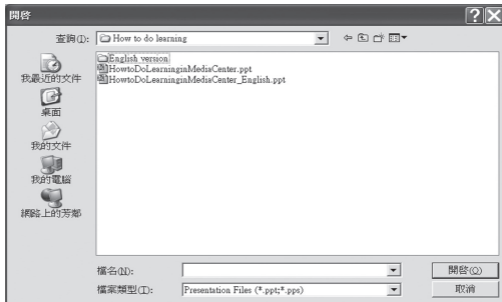 開啓
查詢(I): How to do learning
English version
HowtoDoLearninginMediaCenter.ppt
HowtoDoLearninginMediaCenter_English.ppt
我最近的文件
桌面
我的文件
我的電腦
網路上的芳鄰
檔名(N): 開啓(O)
檔案類型(T): Presentation Files (*.ppt;*.pps) 取消